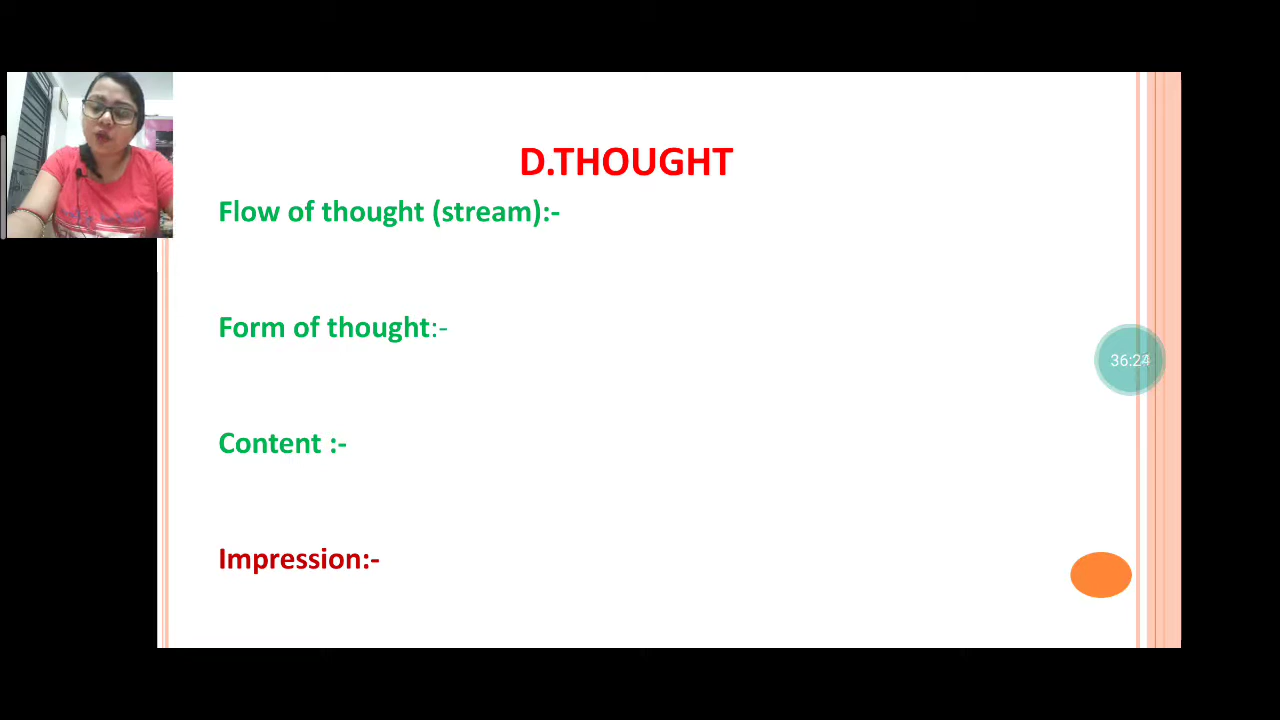 D.THOUGHT
Flow of thought (stream):-
Form of thought:-
36:24
Content :-
Impression:-